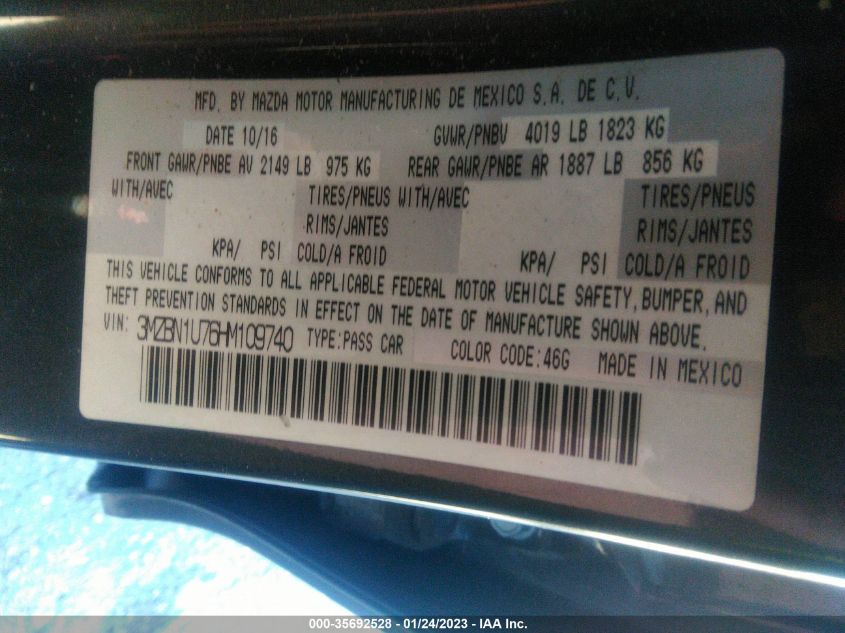 MFD. BY MAZDA MOTOR MANUFACTURING DE MEXICO S.A. DE C.V.
DATE 10/16 GVWR/PNBV 4019 LB 1823 KG
FRONT GAWR/PNBE AV 2149 LB 975 KG REAR GAWR/PNBE AR 1887 LB 856 KG
WITH/AVEC TIRES/PNEUS WITH/AVEC TIRES/PNEUS
RIMS/JANTES RIMS/JANTES
KPA/ PSI COLD/A FROID KPA/ PSI COLD/A FROID
THIS VEHICLE CONFORMS TO ALL APPLICABLE FEDERAL MOTOR VEHICLE SAFETY, BUMPER, AND
THEFT PREVENTION STANDARDS IN EFFECT ON THE DATE OF MANUFACTURE SHOWN ABOVE.
VIN: 3MZBN1U76HM109740 TYPE:PASS CAR COLOR CODE:46G MADE IN MEXICO
000-35692528 - 01/24/2023 - IAA Inc.